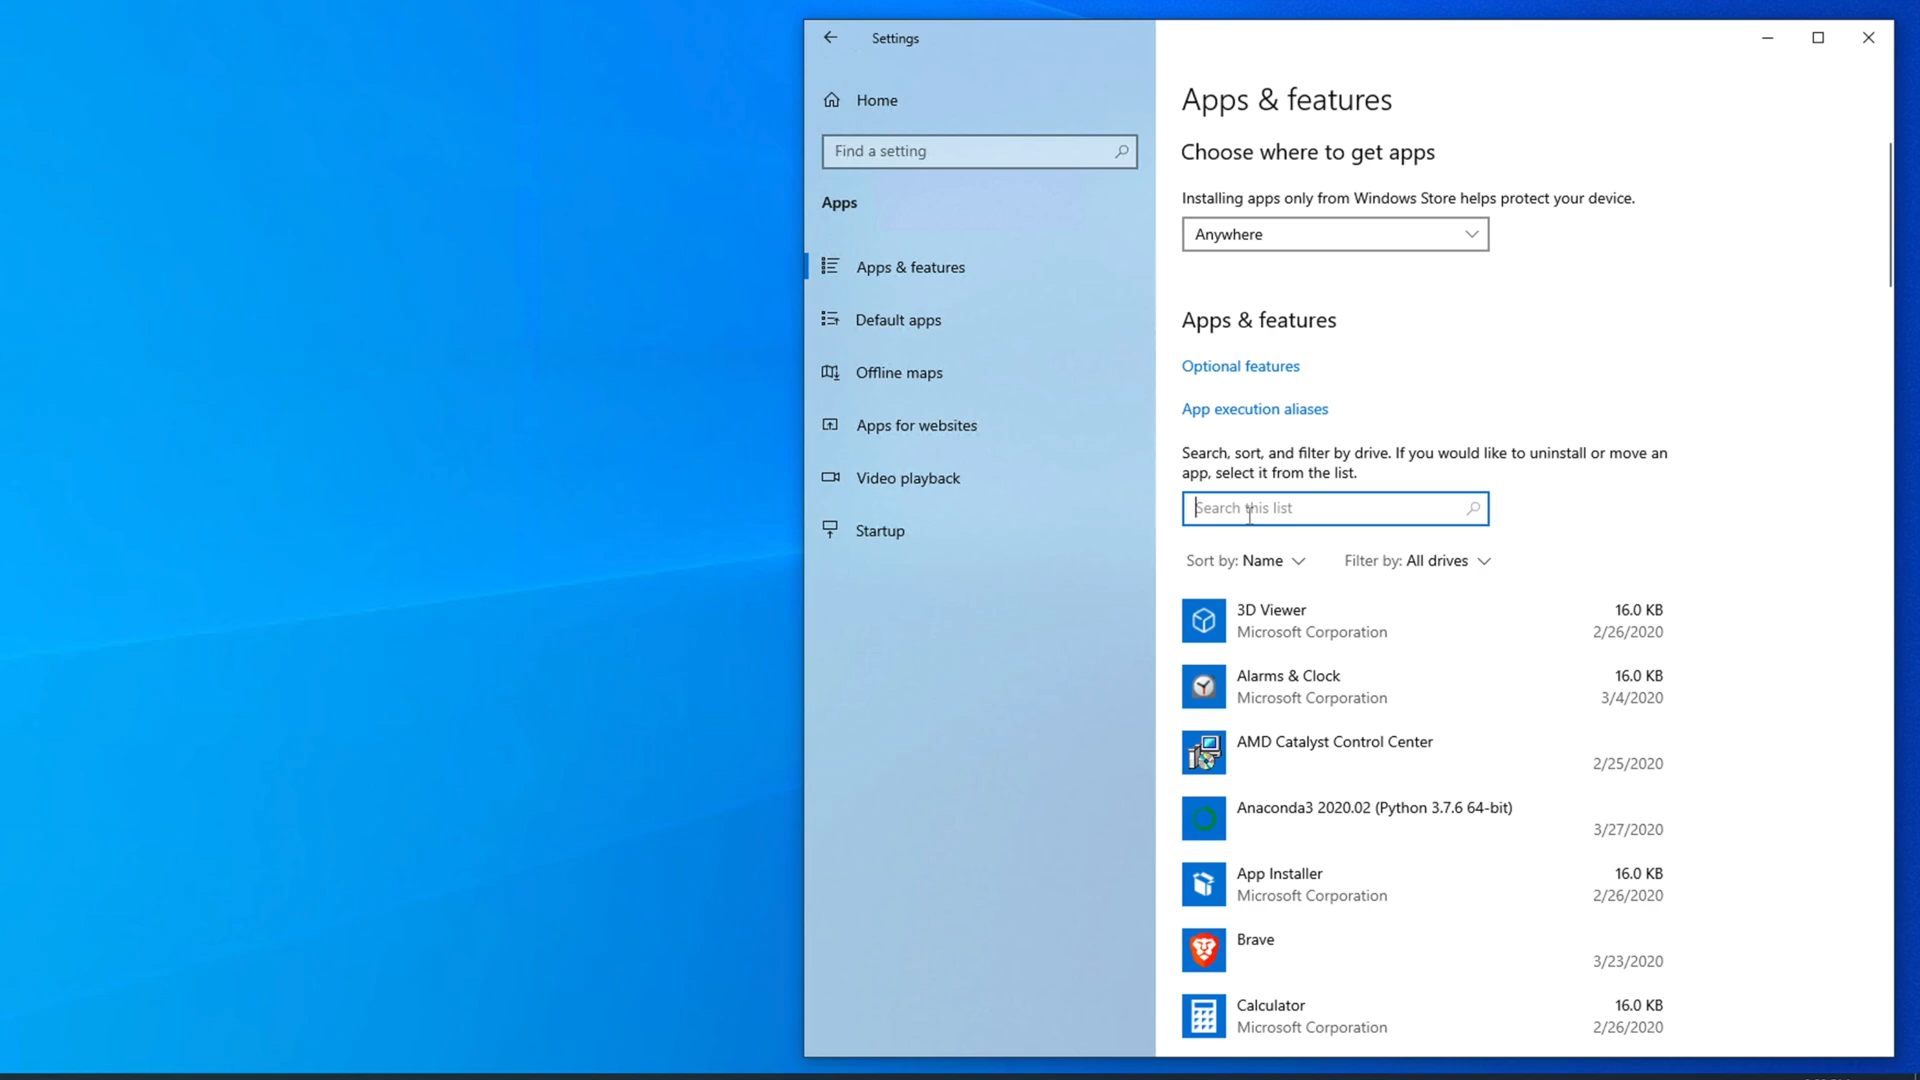 Settings
Home
Find a setting
Apps
Apps & features
Default apps
Offline maps
Apps for websites
Video playback
Startup
Apps & features
Choose where to get apps
Installing apps only from Windows Store helps protect your device.
Anywhere
Apps & features
Optional features
App execution aliases
Search, sort, and filter by drive. If you would like to uninstall or move an
app, select it from the list.
Search this list
Sort by: Name Filter by: All drives
3D Viewer 16.0 KB
Microsoft Corporation 2/26/2020
Alarms & Clock 16.0 KB
Microsoft Corporation 3/4/2020
AMD Catalyst Control Center
2/25/2020
Anaconda3 2020.02 (Python 3.7.6 64-bit)
3/27/2020
App Installer 16.0 KB
Microsoft Corporation 2/26/2020
Brave
3/23/2020
Calculator 16.0 KB
Microsoft Corporation 2/26/2020